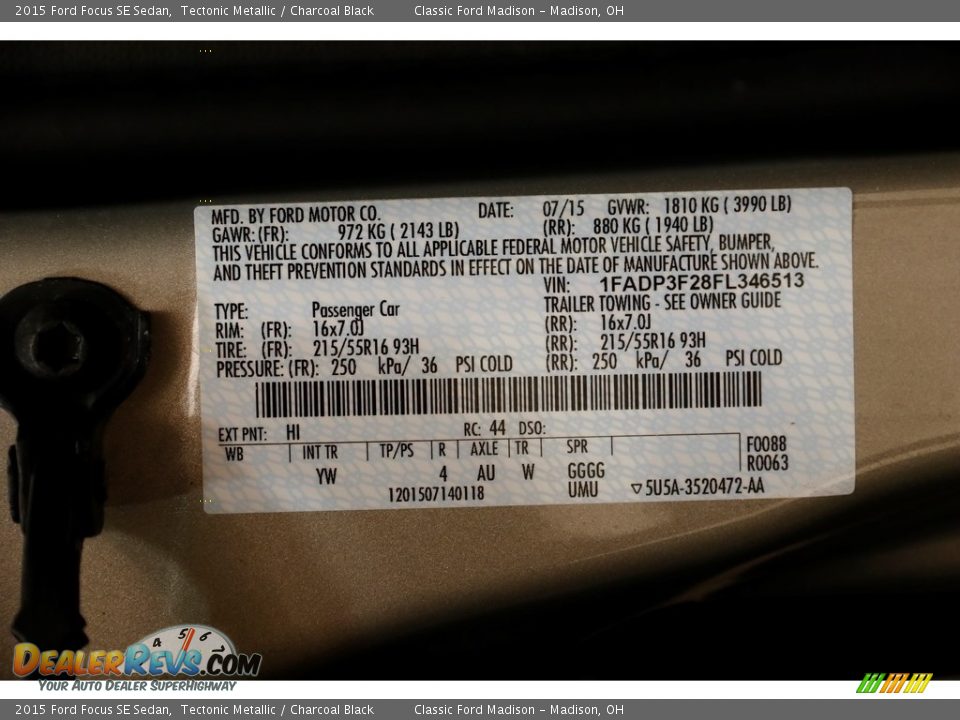 2015 Ford Focus SE Sedan,  Tectonic Metallic / Charcoal Black  Classic Ford Madison – Madison, OH
MFD. BY FORD MOTOR CO.  DATE:  07/15  GVWR:  1810 KG ( 3990 LB)
GAWR:(FR):  972 KG ( 2143 LB)  (RR):  880 KG ( 1940 LB)
THIS VEHICLE CONFORMS TO ALL APPLICABLE FEDERAL MOTOR VEHICLE SAFETY, BUMPER,
AND THEFT PREVENTION STANDARDS IN EFFECT ON THE DATE OF MANUFACTURE SHOWN ABOVE.
VIN:  1FADP3F28FL346513
TYPE:  Passenger Car  TRAILER TOWING - SEE OWNER GUIDE
RIM:  (FR):  16x7.0J  (RR):  16x7.0J
TIRE:  (FR):  215/55R16 93H  (RR):  215/55R16 93H
PRESSURE:(FR):  250  kPa/  36  PSI COLD  (RR):  250  kPa/  36  PSI COLD
EXT PNT:  HI  RC:  44  DSO:
WB  INT TR  TP/PS  R  AXLE  TR  SPR  F0088
YW  4  AU  W  GGGG  R0063
1201507140118  UMU  ▽5U5A-3520472-AA
4 5 6 7
DEALERREVS.COM
YOUR AUTO DEALER SUPERHIGHWAY
2015 Ford Focus SE Sedan,  Tectonic Metallic / Charcoal Black  Classic Ford Madison – Madison, OH